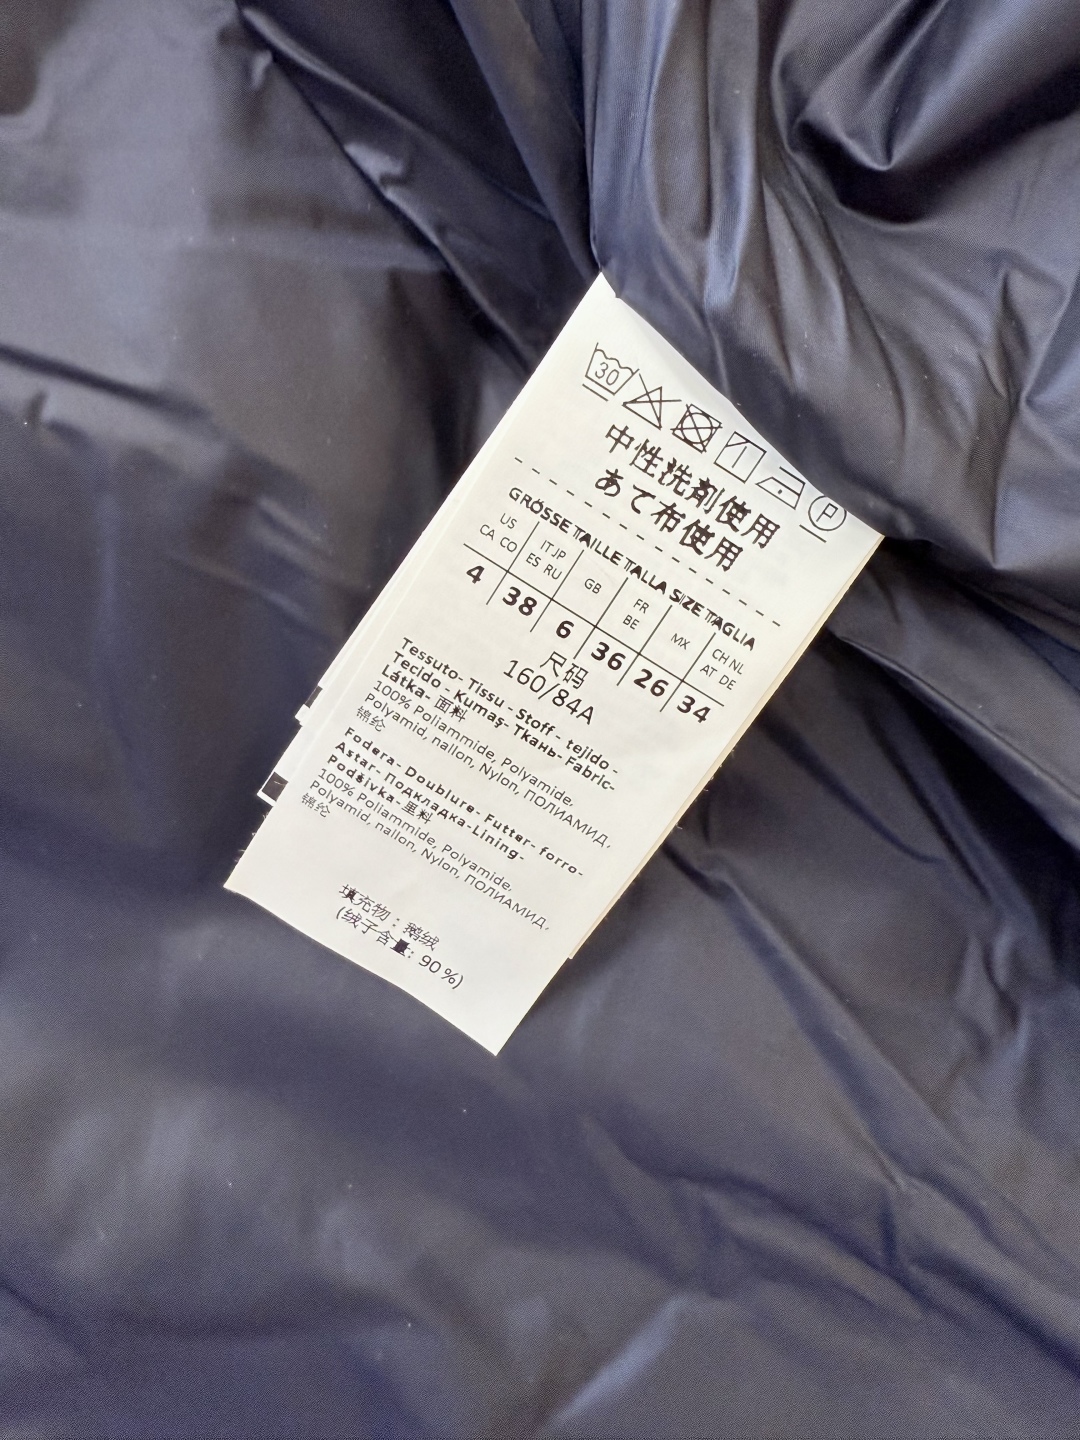 30
P
中性洗剤使用
あて布使用
GRÖSSE TAILLE TALLA SIZE TAGLIA
US CA CO | IT JP ES RU | GB | FR BE | MX | CH NL AT DE
4 | 38 | 6 | 36 | 26 | 34
尺码
160/84A
Tessuto- Tissu - Stoff - tejido -
Tecido - Kumaş- Ткань- Fabric-
Látka- 面料
100% Poliammide, Polyamide,
Polyamid, nallon, Nylon, ПОЛИАМИД,
锦纶
Fodera- Doublure- Futter- forro-
Astar- Подкладка-Lining-
Podšivka-里料
100% Poliammide, Polyamide,
Polyamid, nallon, Nylon, ПОЛИАМИД,
锦纶
填充物：鹅绒
(绒子含量: 90%)